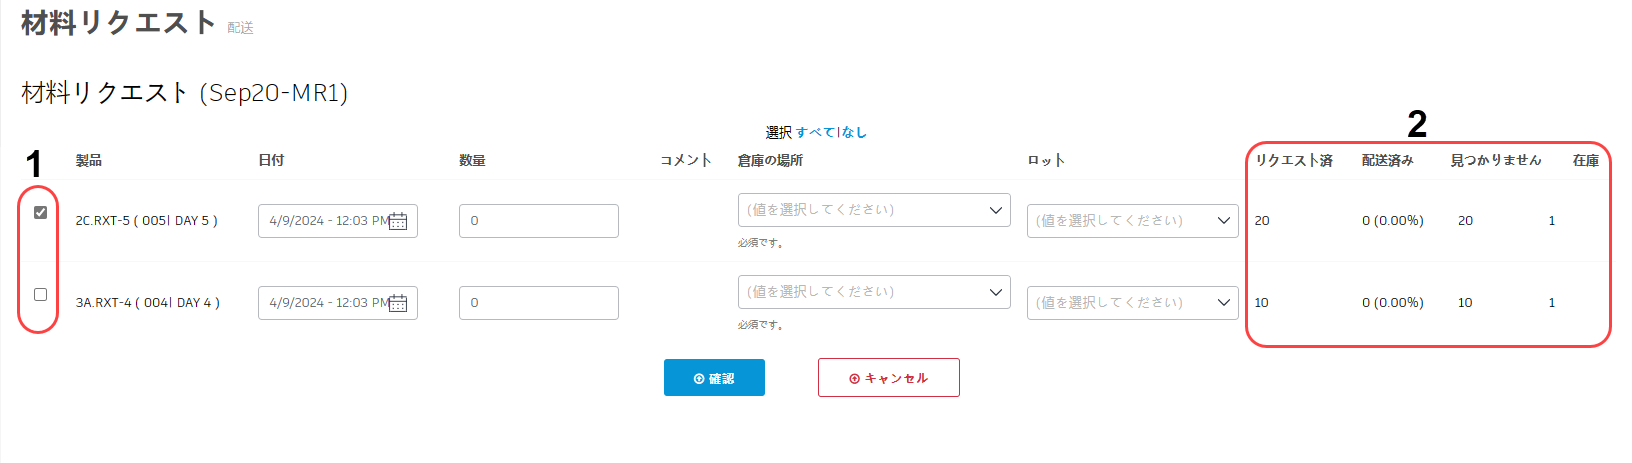 材料リクエスト 配送
材料リクエスト (Sep20-MR1)
選択 すべて|なし
1
2
製品 日付 数量 コメント 倉庫の場所 ロット リクエスト済 配送済み 見つかりません 在庫
2C.RXT-5 ( 005| DAY 5 ) 4/9/2024 - 12:03 PM 0 (値を選択してください) (値を選択してください) 20 0 (0.00%) 20 1
必須です。
3A.RXT-4 ( 004| DAY 4 ) 4/9/2024 - 12:03 PM 0 (値を選択してください) (値を選択してください) 10 0 (0.00%) 10 1
必須です。
確認 キャンセル